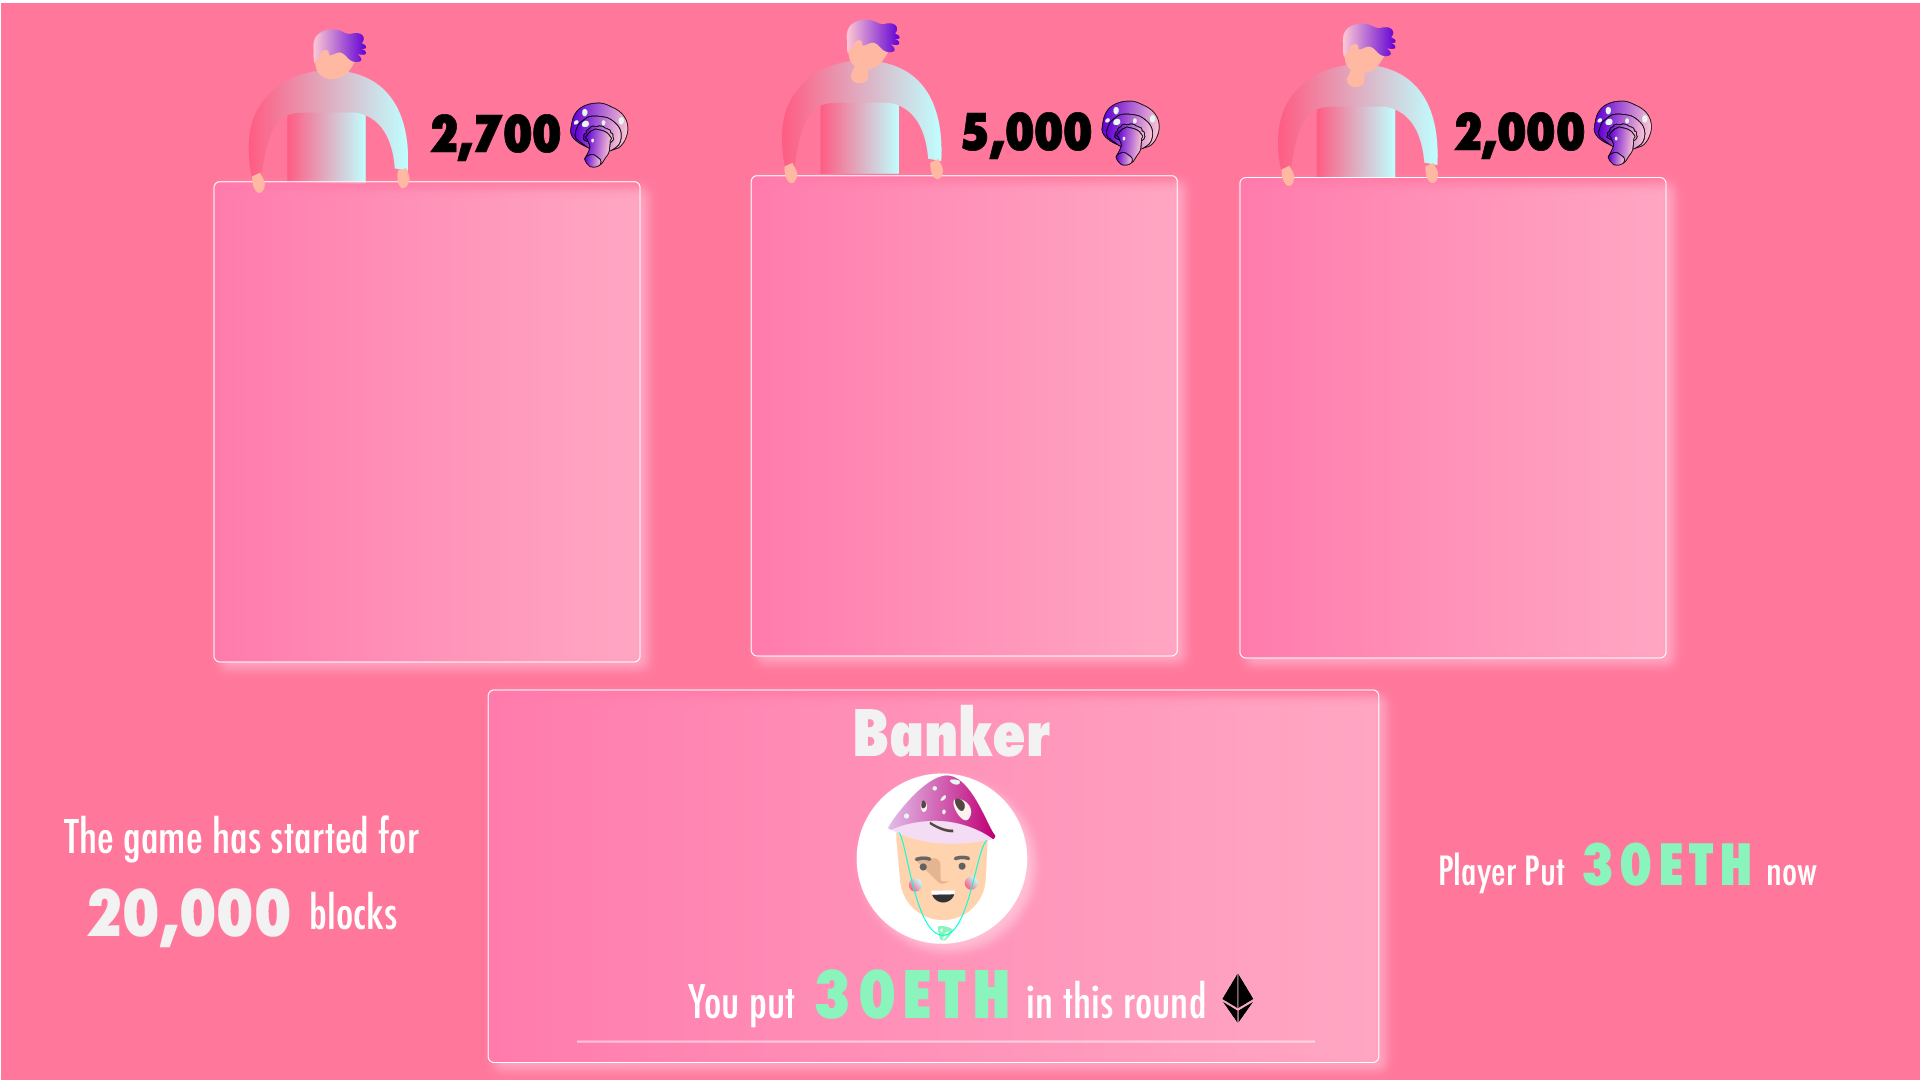 2,700
5,000
2,000
Banker
The game has started for
20,000 blocks
Player Put 30ETH now
You put 30ETH in this round